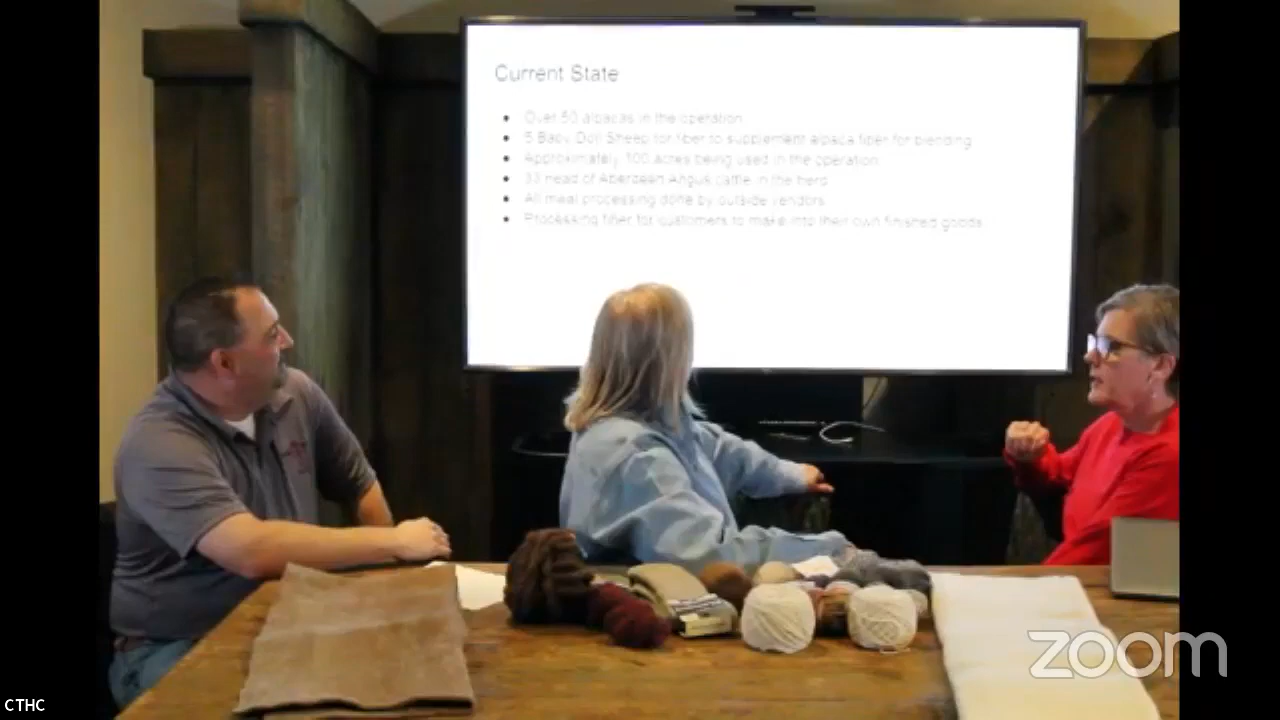 Current State
• Over 50 alpacas in the operation
• 5 Baby Doll Sheep for fiber to supplement alpaca fiber for blending
• Approximately 100 acres being used in the operation
• 33 head of Aberdeen Angus cattle in the herd
• All meat processing done by outside vendors
• Processing fiber for customers to make into their own finished goods
zoom
CTHC